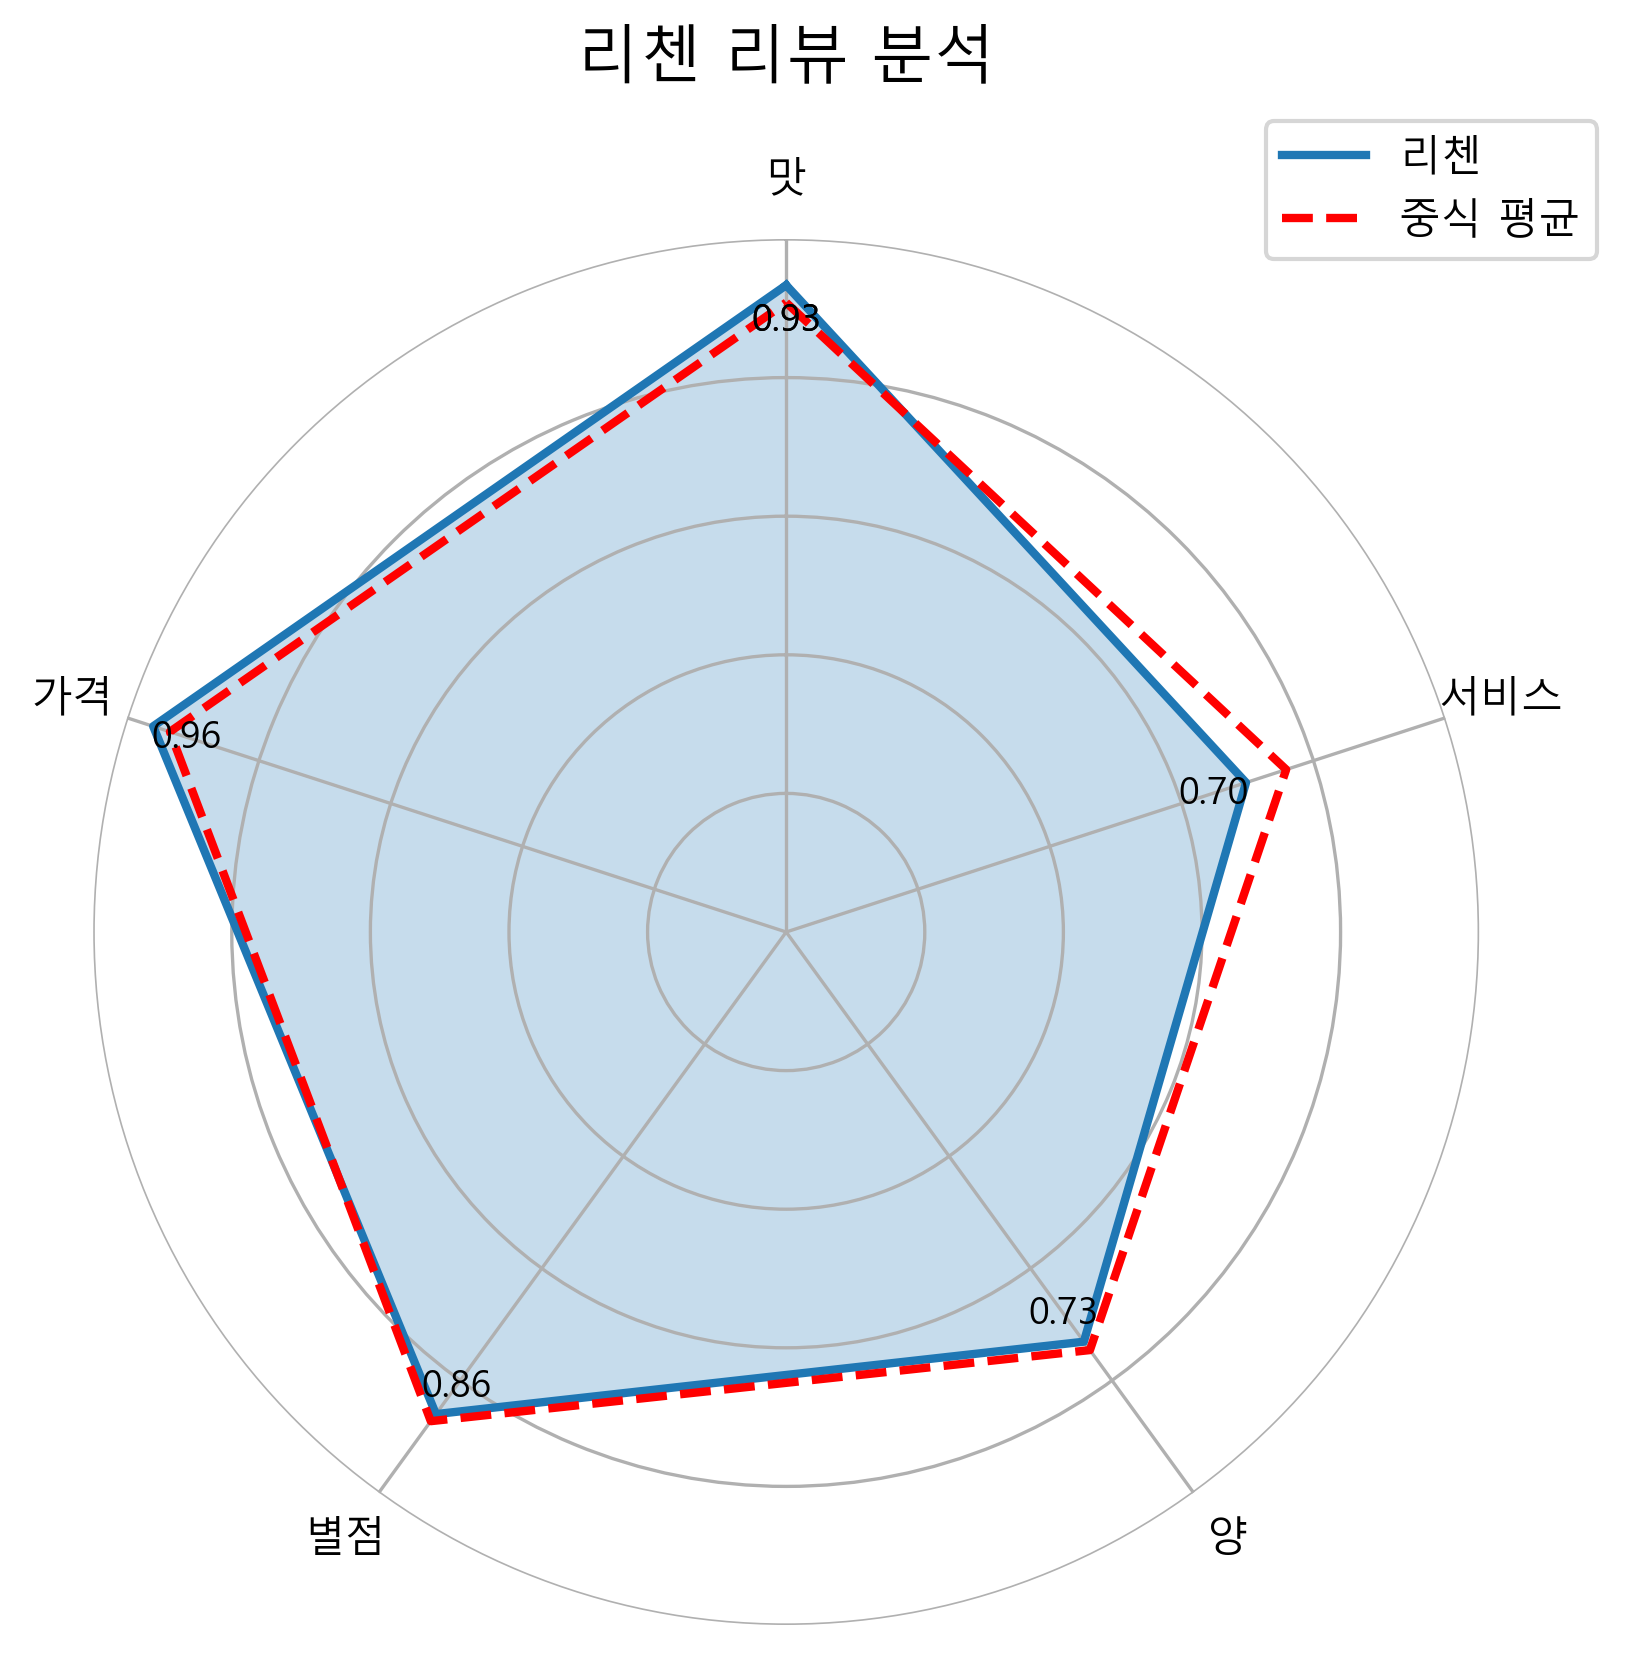 리첸 리뷰 분석
리첸
중식 평균
맛
0.93
가격
서비스
0.96
0.70
0.73
0.86
별점
양